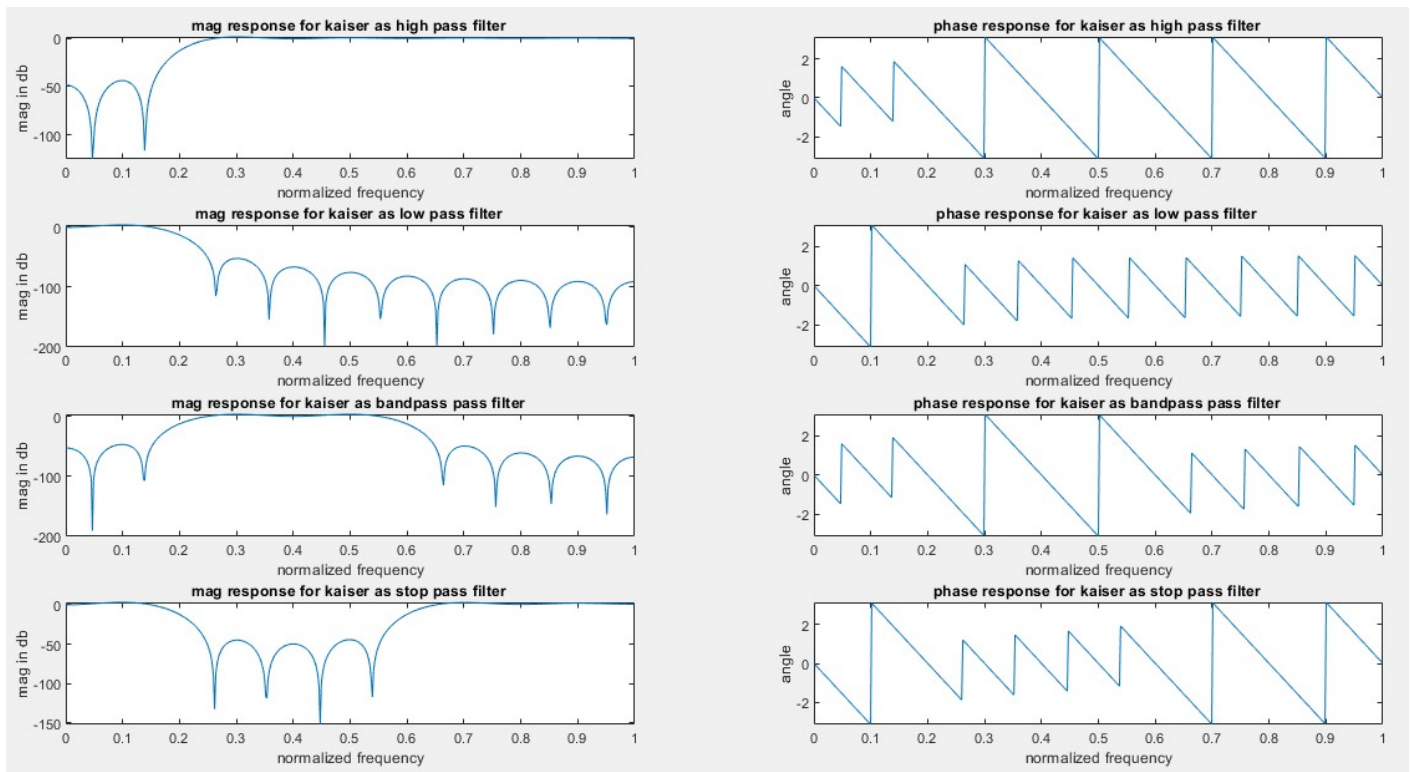 mag response for kaiser as high pass filter
0
-50
-100
mag in db
0 0.1 0.2 0.3 0.4 0.5 0.6 0.7 0.8 0.9 1
normalized frequency
phase response for kaiser as high pass filter
2
0
-2
angle
0 0.1 0.2 0.3 0.4 0.5 0.6 0.7 0.8 0.9 1
normalized frequency
mag response for kaiser as low pass filter
0
-100
-200
mag in db
0 0.1 0.2 0.3 0.4 0.5 0.6 0.7 0.8 0.9 1
normalized frequency
phase response for kaiser as low pass filter
2
0
-2
angle
0 0.1 0.2 0.3 0.4 0.5 0.6 0.7 0.8 0.9 1
normalized frequency
mag response for kaiser as bandpass pass filter
0
-100
-200
mag in db
0 0.1 0.2 0.3 0.4 0.5 0.6 0.7 0.8 0.9 1
normalized frequency
phase response for kaiser as bandpass pass filter
2
0
-2
angle
0 0.1 0.2 0.3 0.4 0.5 0.6 0.7 0.8 0.9 1
normalized frequency
mag response for kaiser as stop pass filter
0
-50
-100
-150
mag in db
0 0.1 0.2 0.3 0.4 0.5 0.6 0.7 0.8 0.9 1
normalized frequency
phase response for kaiser as stop pass filter
2
0
-2
angle
0 0.1 0.2 0.3 0.4 0.5 0.6 0.7 0.8 0.9 1
normalized frequency